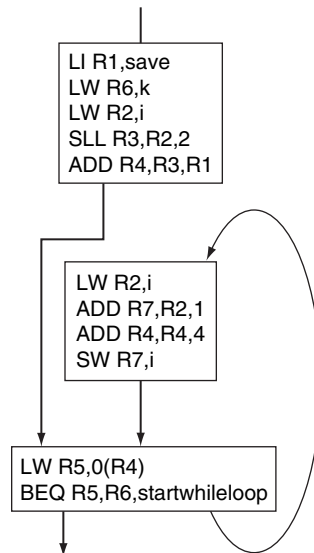 LI R1,save
LW R6,k
LW R2,i
SLL R3,R2,2
ADD R4,R3,R1
LW R2,i
ADD R7,R2,1
ADD R4,R4,4
SW R7,i
LW R5,0(R4)
BEQ R5,R6,startwhileloop